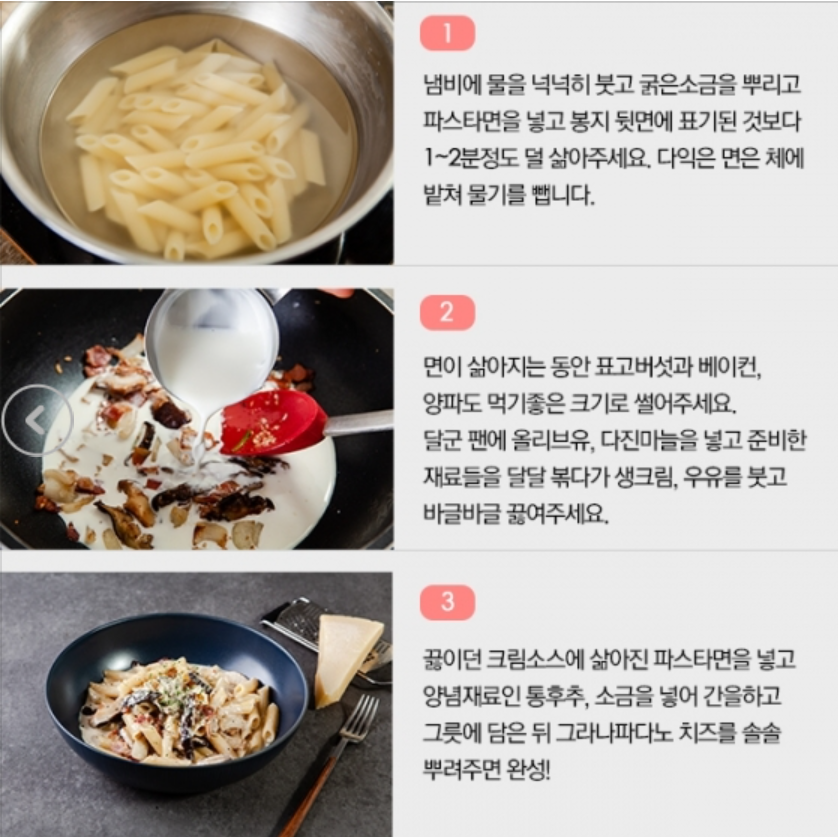 1
냄비에 물을 넉넉히 붓고 굵은소금을 뿌리고
파스타면을 넣고 봉지 뒷면에 표기된 것보다
1~2분정도 덜 삶아주세요. 다익은 면은 체에
밭쳐 물기를 뺍니다.
2
면이 삶아지는 동안 표고버섯과 베이컨,
양파도 먹기좋은 크기로 썰어주세요.
달군 팬에 올리브유, 다진마늘을 넣고 준비한
재료들을 달달 볶다가 생크림, 우유를 붓고
바글바글 끓여주세요.
3
끓이던 크림소스에 삶아진 파스타면을 넣고
양념재료인 통후추, 소금을 넣어 간을하고
그릇에 담은 뒤 그라나파다노 치즈를 솔솔
뿌려주면 완성!